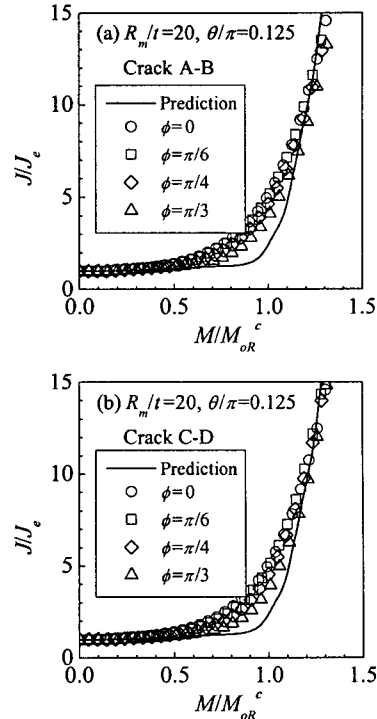 (a) R_m/t=20, θ/π=0.125
Crack A-B
Prediction
ϕ=0
ϕ=π/6
ϕ=π/4
ϕ=π/3
15
10
5
0
J/J_e
0.0 0.5 1.0 1.5
M/M_oR^c
(b) R_m/t=20, θ/π=0.125
Crack C-D
Prediction
ϕ=0
ϕ=π/6
ϕ=π/4
ϕ=π/3
15
10
5
0
J/J_e
0.0 0.5 1.0 1.5
M/M_oR^c